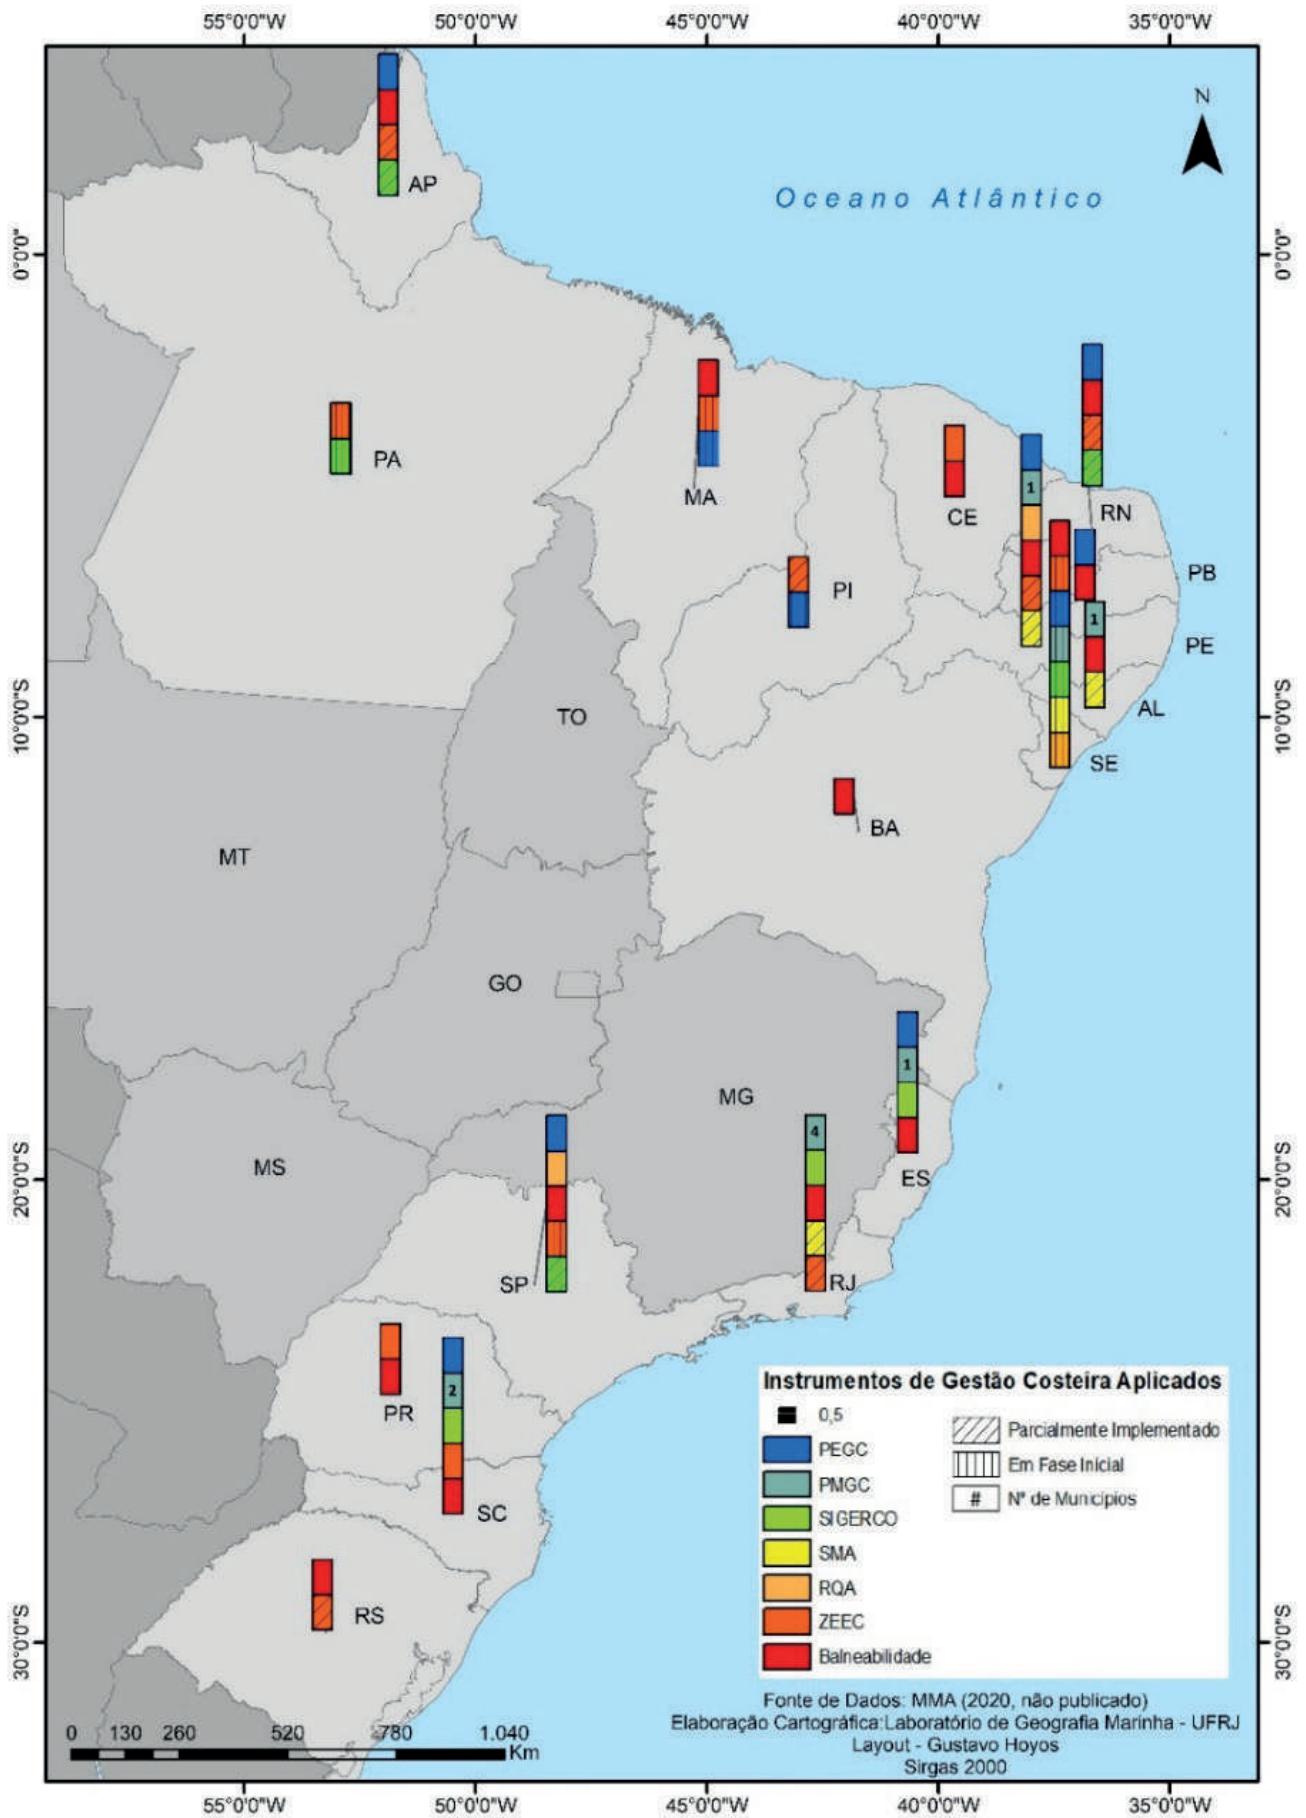 55°0'0"W 50°0'0"W 45°0'0"W 40°0'0"W 35°0'0"W
N
Oceano Atlântico
AP
0°0'0"
0°0'0"
PA
MA
CE
1
RN
PI
PB
1
PE
AL
10°0'0"S
10°0'0"S
TO
SE
BA
MT
GO
1
MG
4
MS
ES
20°0'0"S
20°0'0"S
SP
RJ
2
PR
SC
RS
30°0'0"S
30°0'0"S
Instrumentos de Gestão Costeira Aplicados
0,5
PEGC
PMGC
SIGERCO
SMA
RQA
ZEEC
Balneabilidade
Parcialmente Implementado
Em Fase Inicial
# Nº de Municípios
Fonte de Dados: MMA (2020, não publicado)
Elaboração Cartográfica:Laboratório de Geografia Marinha - UFRJ
Layout - Gustavo Hoyos
Sirgas 2000
0 130 260 520 780 1.040
Km
55°0'0"W 50°0'0"W 45°0'0"W 40°0'0"W 35°0'0"W